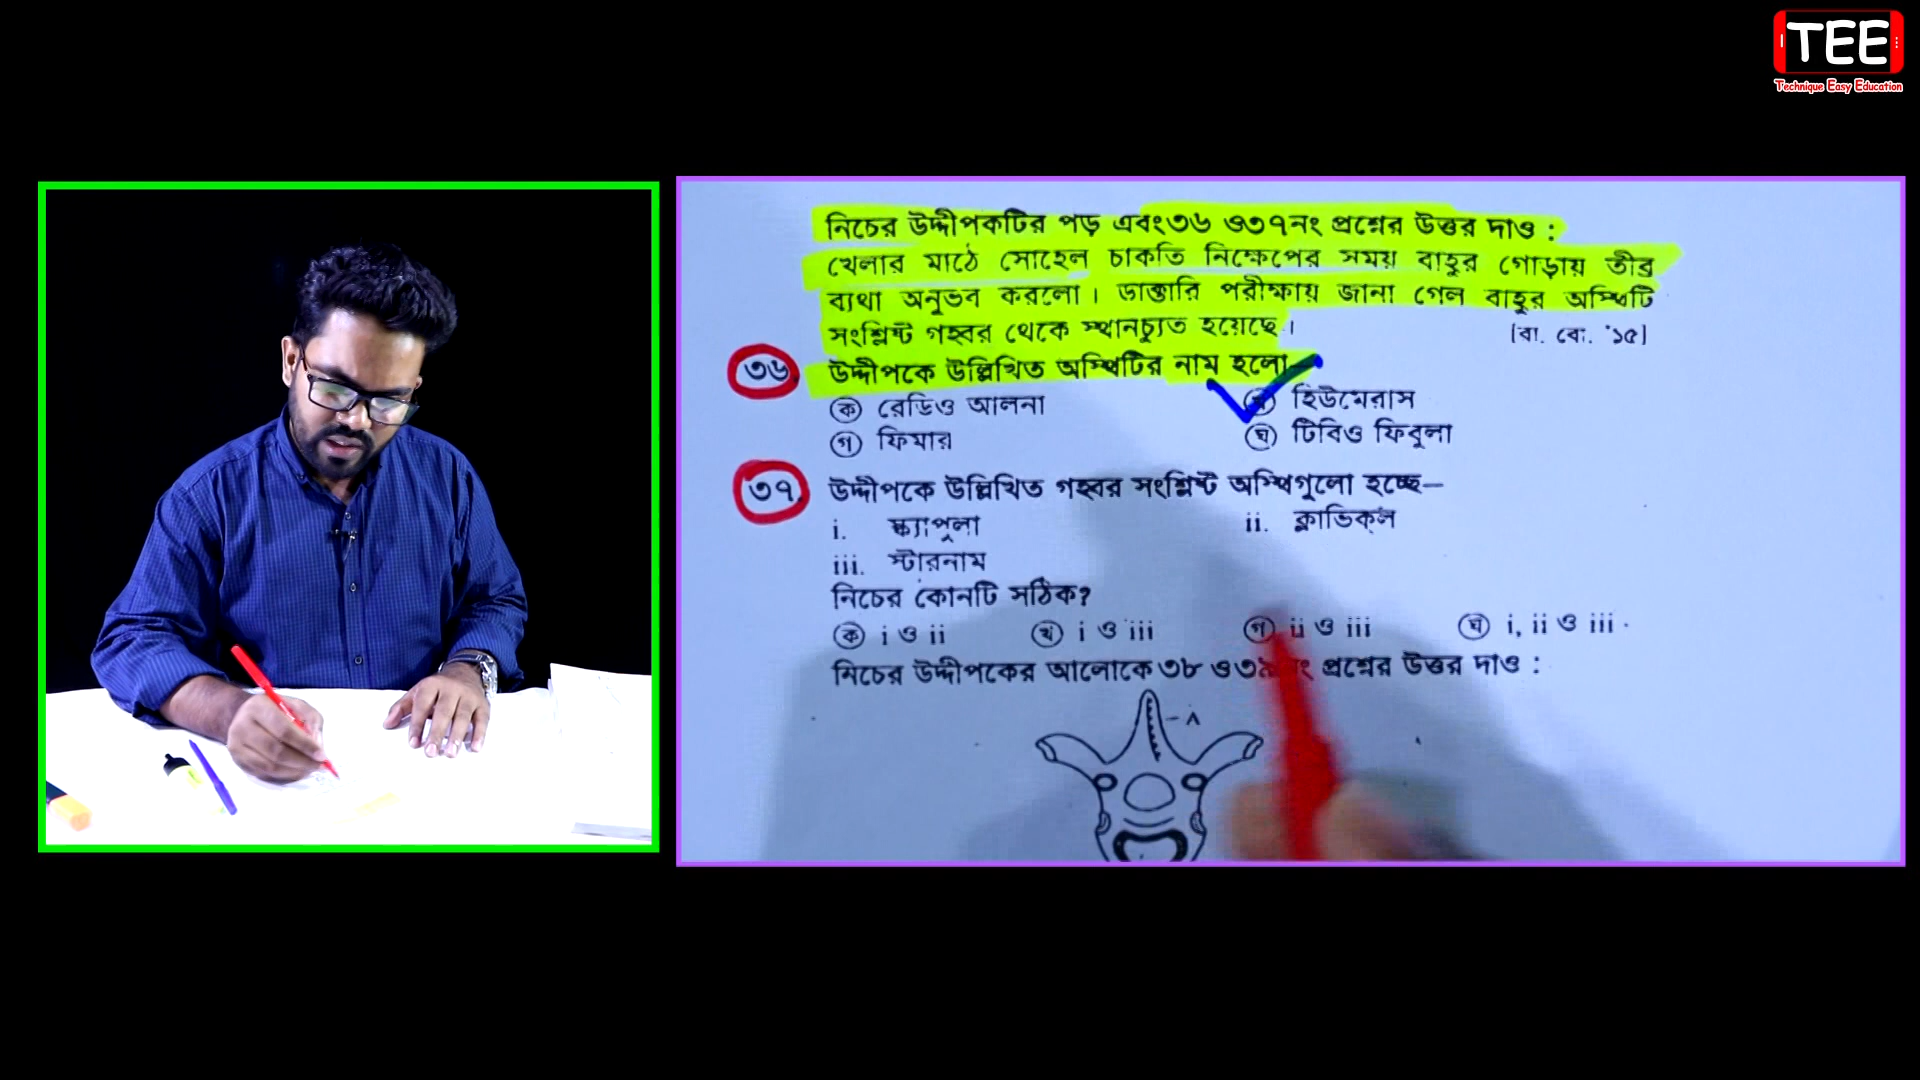 TEE
Technique Easy Education
নিচের উদ্দীপকটির পড় এবং৩৬ ও৩৭নং প্রশ্নের উত্তর দাও :
খেলার মাঠে সোহেল চাকতি নিক্ষেপের সময় বাহুর গোড়ায় তীব্র
ব্যথা অনুভব করলো। ডাক্তারি পরীক্ষায় জানা গেল বাহুর অস্থিটি
সংশ্লিষ্ট গহ্বর থেকে স্থানচ্যুত হয়েছে।
[বা. বো. '১৫]
৩৬. উদ্দীপকে উল্লিখিত অস্থিটির নাম হলো—
ক রেডিও আলনা হিউমেরাস
গ ফিমার ঘ টিবিও ফিবুলা
৩৭. উদ্দীপকে উল্লিখিত গহ্বর সংশ্লিষ্ট অস্থিগুলো হচ্ছে—
i. স্ক্যাপুলা ii. ক্লাভিকল
iii. স্টারনাম
নিচের কোনটি সঠিক?
ক i ও ii খ i ও iii গ ii ও iii ঘ i, ii ও iii
নিচের উদ্দীপকের আলোকে ৩৮ ও৩৯নং প্রশ্নের উত্তর দাও :
A